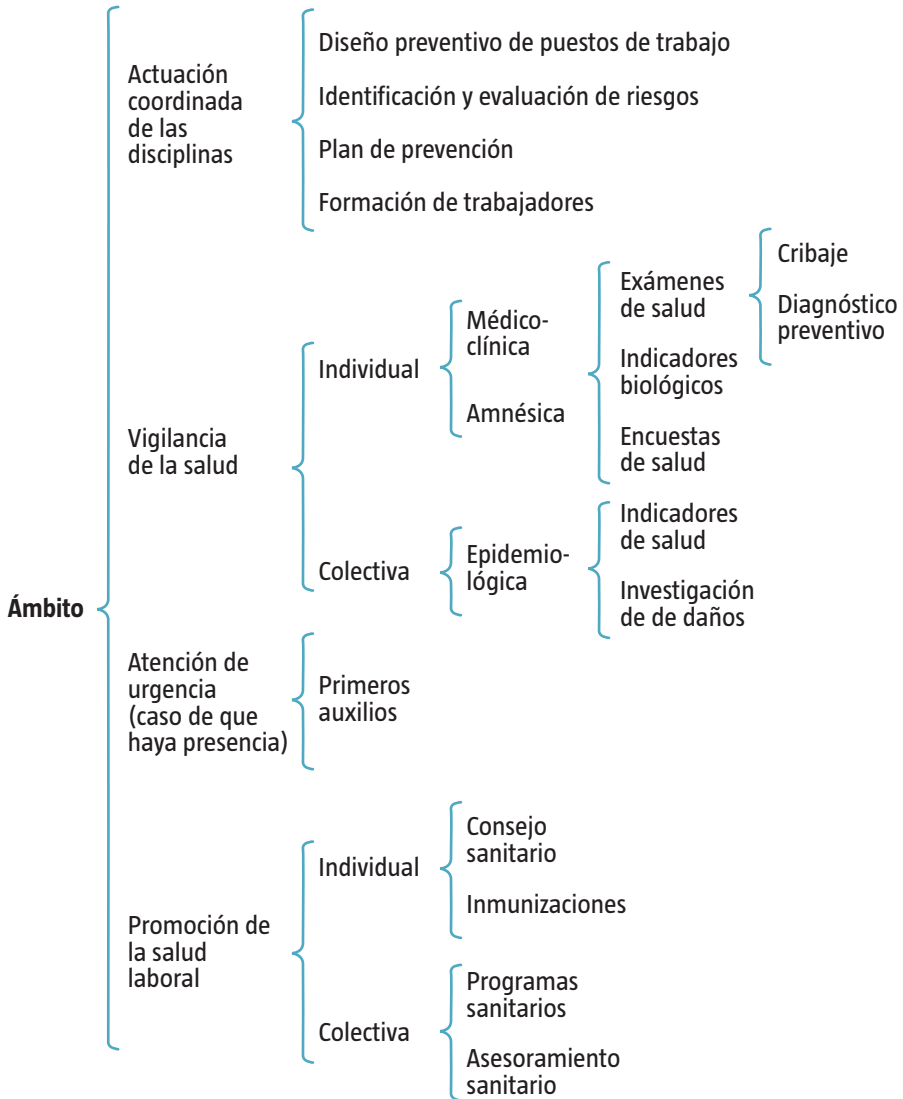 Ámbito
Actuación
coordinada
de las
disciplinas
Diseño preventivo de puestos de trabajo
Identificación y evaluación de riesgos
Plan de prevención
Formación de trabajadores
Vigilancia
de la salud
Individual
Médico-
clínica
Amnésica
Exámenes
de salud
Cribaje
Diagnóstico
preventivo
Indicadores
biológicos
Encuestas
de salud
Colectiva
Epidemio-
lógica
Indicadores
de salud
Investigación
de de daños
Atención de
urgencia
(caso de que
haya presencia)
Primeros
auxilios
Promoción de
la salud
laboral
Individual
Consejo
sanitario
Inmunizaciones
Colectiva
Programas
sanitarios
Asesoramiento
sanitario